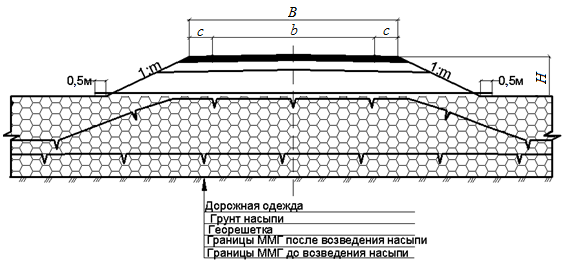 B
c b c
1:m 1:m
0,5м 0,5м
H
Дорожная одежда
Грунт насыпи
Георешетка
Границы ММГ после возведения насыпи
Границы ММГ до возведения насыпи